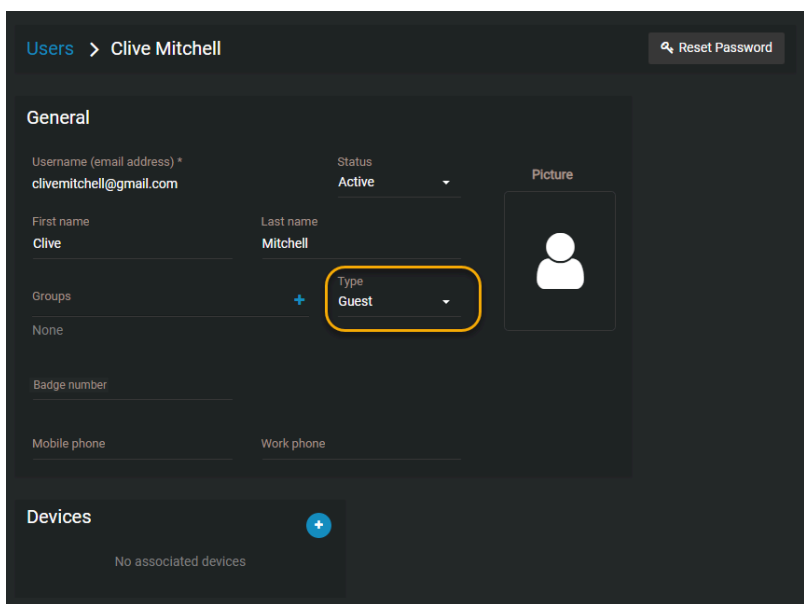 Users > Clive Mitchell
Reset Password
General
Username (email address) *
clivemitchell@gmail.com
Status
Active
Picture
First name
Clive
Last name
Mitchell
Groups
+
None
Type
Guest
Badge number
Mobile phone
Work phone
Devices
+
No associated devices